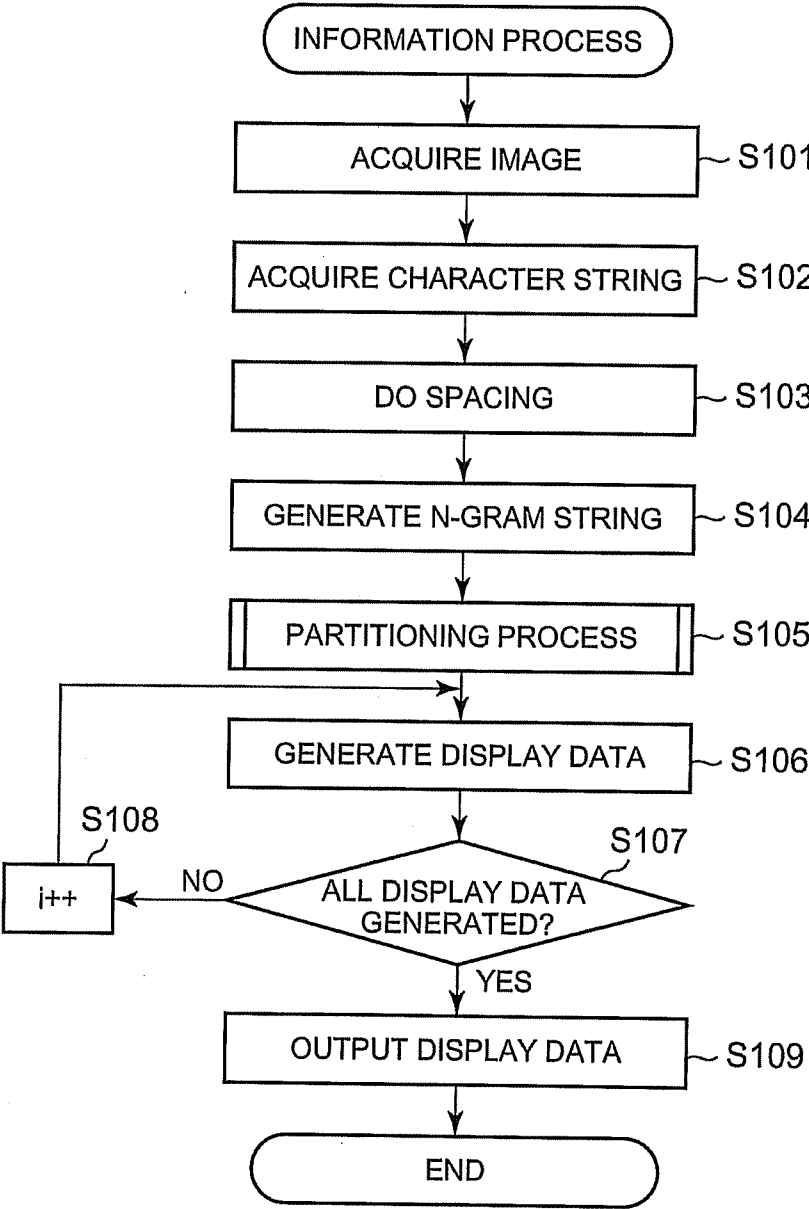 INFORMATION PROCESS
ACQUIRE IMAGE
S101
ACQUIRE CHARACTER STRING
S102
DO SPACING
S103
GENERATE N-GRAM STRING
S104
PARTITIONING PROCESS
S105
GENERATE DISPLAY DATA
S106
S108
i++
NO
S107
ALL DISPLAY DATA
GENERATED?
YES
OUTPUT DISPLAY DATA
S109
END